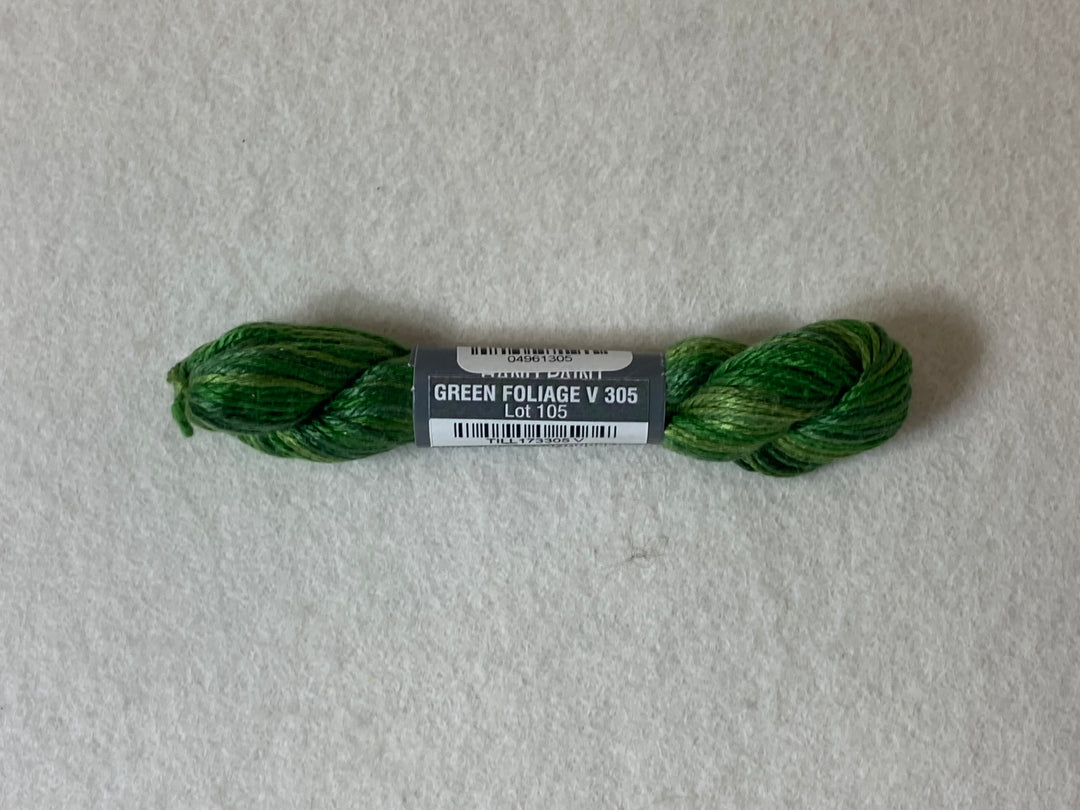 04961305
GREEN FOLIAGE V 305
Lot 105
TILL173305 V